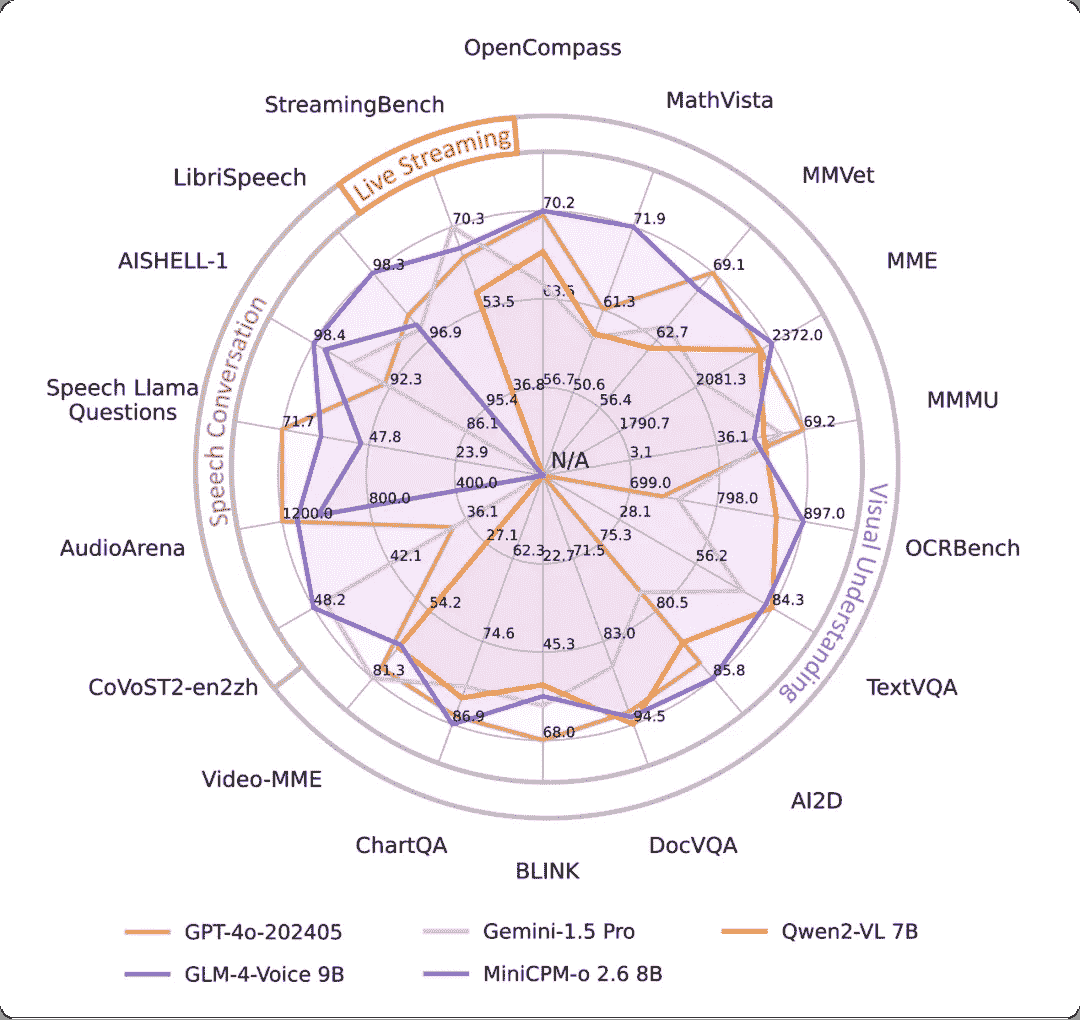 OpenCompass
StreamingBench
MathVista
Live Streaming
LibriSpeech
MMVet
AISHELL-1
MME
Speech Conversation
Speech Llama
Questions
MMMU
AudioArena
OCRBench
Visual Understanding
CoVoST2-en2zh
TextVQA
Video-MME
AI2D
ChartQA
DocVQA
BLINK
70.2
70.3
71.9
98.3
69.1
63.5
53.5
61.3
98.4
96.9
62.7
2372.0
92.3
36.8
56.7
50.6
2081.3
95.4
56.4
71.7
86.1
1790.7
69.2
47.8
36.1
23.9
3.1
N/A
400.0
699.0
800.0
798.0
1200.0
36.1
28.1
897.0
27.1
75.3
42.1
62.3
22.7
71.5
56.2
48.2
54.2
80.5
84.3
74.6
45.3
83.0
81.3
85.8
86.9
68.0
94.5
GPT-4o-202405
Gemini-1.5 Pro
Qwen2-VL 7B
GLM-4-Voice 9B
MiniCPM-o 2.6 8B